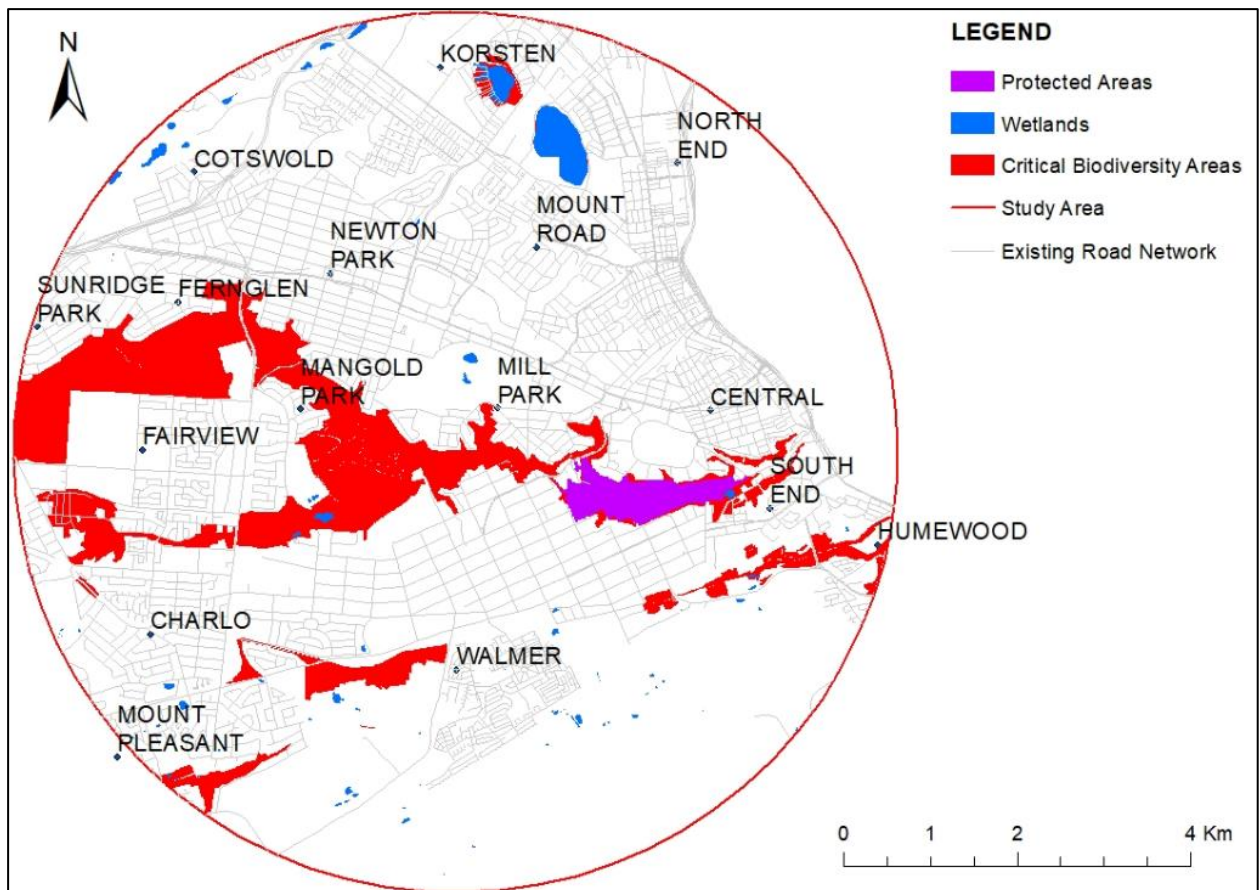 N
LEGEND
Protected Areas
Wetlands
Critical Biodiversity Areas
Study Area
Existing Road Network
KORSTEN
NORTH
END
COTSWOLD
MOUNT
ROAD
NEWTON
PARK
SUNRIDGE
PARK
FERNGLEN
MANGOLD
PARK
MILL
PARK
CENTRAL
FAIRVIEW
SOUTH
END
HUMEWOOD
CHARLO
WALMER
MOUNT
PLEASANT
0 1 2 4 Km